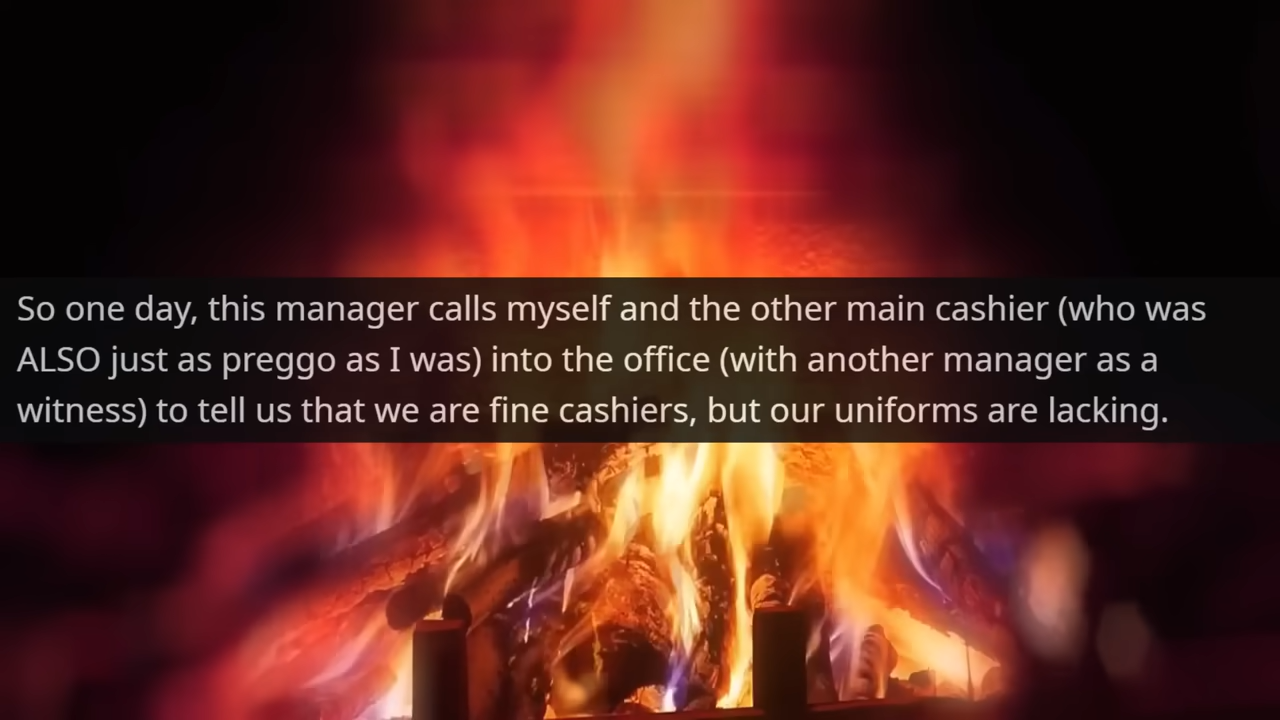 So one day, this manager calls myself and the other main cashier (who was
ALSO just as preggo as I was) into the office (with another manager as a
witness) to tell us that we are fine cashiers, but our uniforms are lacking.